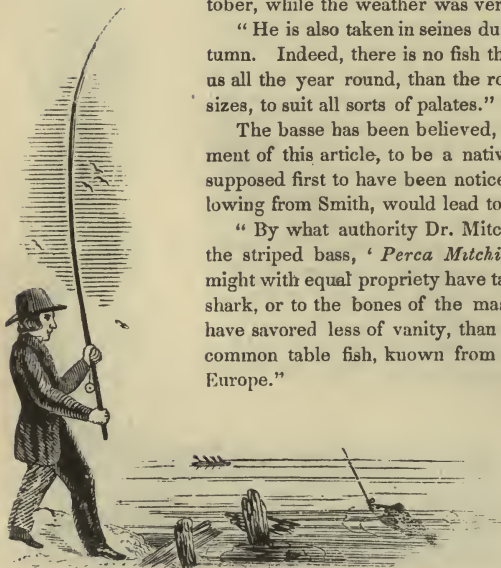 tober, while the weather was ver
“ He is also taken in seines du
tumn. Indeed, there is no fish th
us all the year round, than the ro
sizes, to suit all sorts of palates.”
The basse has been believed,
ment of this article, to be a nativ
supposed first to have been notice
lowing from Smith, would lead to
“ By what authority Dr. Mitc
the striped bass, ‘ Perca Mitchi
might with equal propriety have ta
shark, or to the bones of the mas
have savored less of vanity, than
common table fish, known from
Europe.”